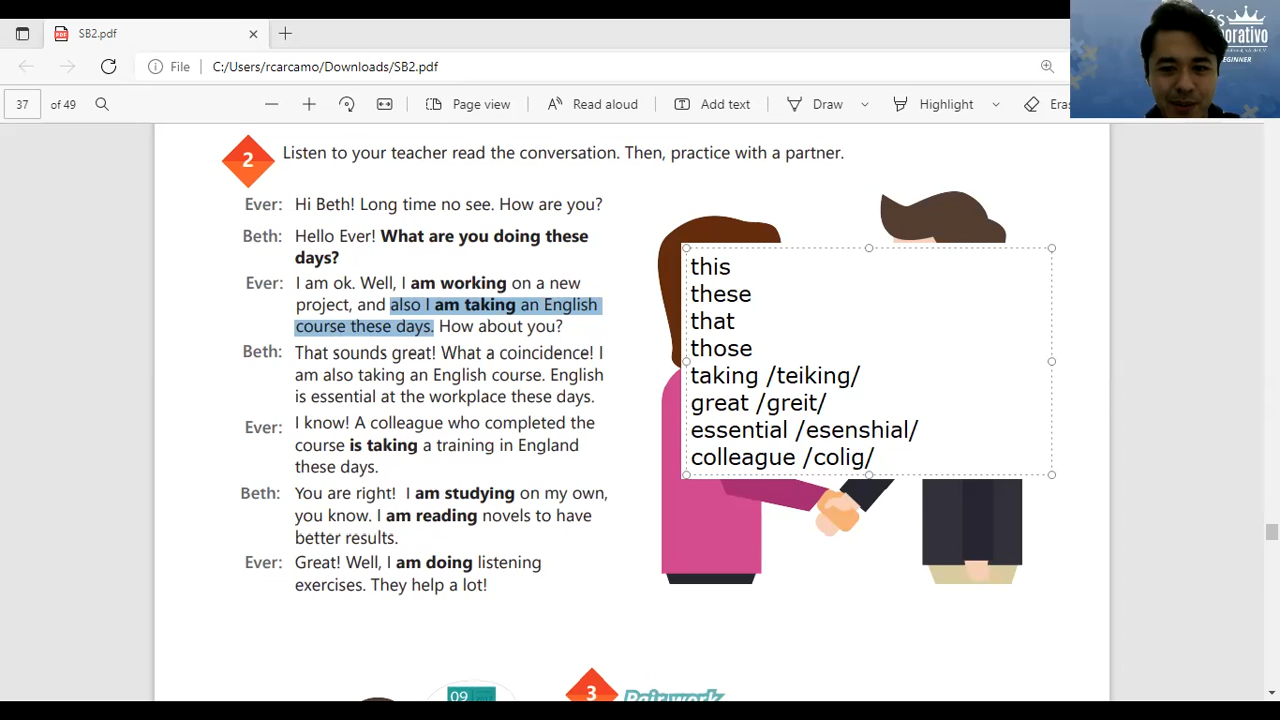 SB2.pdf
File
C:/Users/rcarcamo/Downloads/SB2.pdf
37 of 49
Page view
Read aloud
Add text
Draw
Highlight
2
Listen to your teacher read the conversation. Then, practice with a partner.
Ever: Hi Beth! Long time no see. How are you?
Beth: Hello Ever! What are you doing these
days?
Ever: I am ok. Well, I am working on a new
project, and also I am taking an English
course these days. How about you?
Beth: That sounds great! What a coincidence! I
am also taking an English course. English
is essential at the workplace these days.
Ever: I know! A colleague who completed the
course is taking a training in England
these days.
Beth: You are right!  I am studying on my own,
you know. I am reading novels to have
better results.
Ever: Great! Well, I am doing listening
exercises. They help a lot!
this
these
that
those
taking /teiking/
great /greit/
essential /esenshial/
colleague /colig/
09
3
Pair work